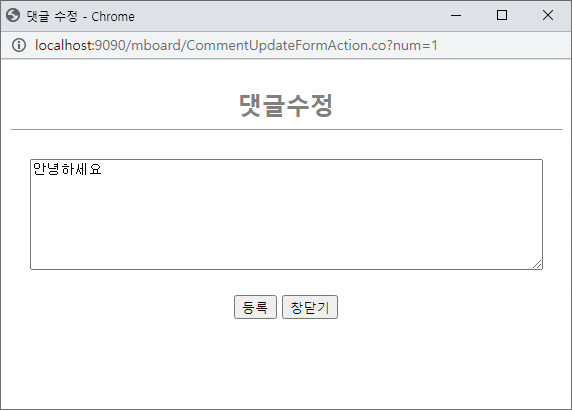 댓글 수정 - Chrome
localhost:9090/mboard/CommentUpdateFormAction.co?num=1
댓글수정
안녕하세요
등록 창닫기